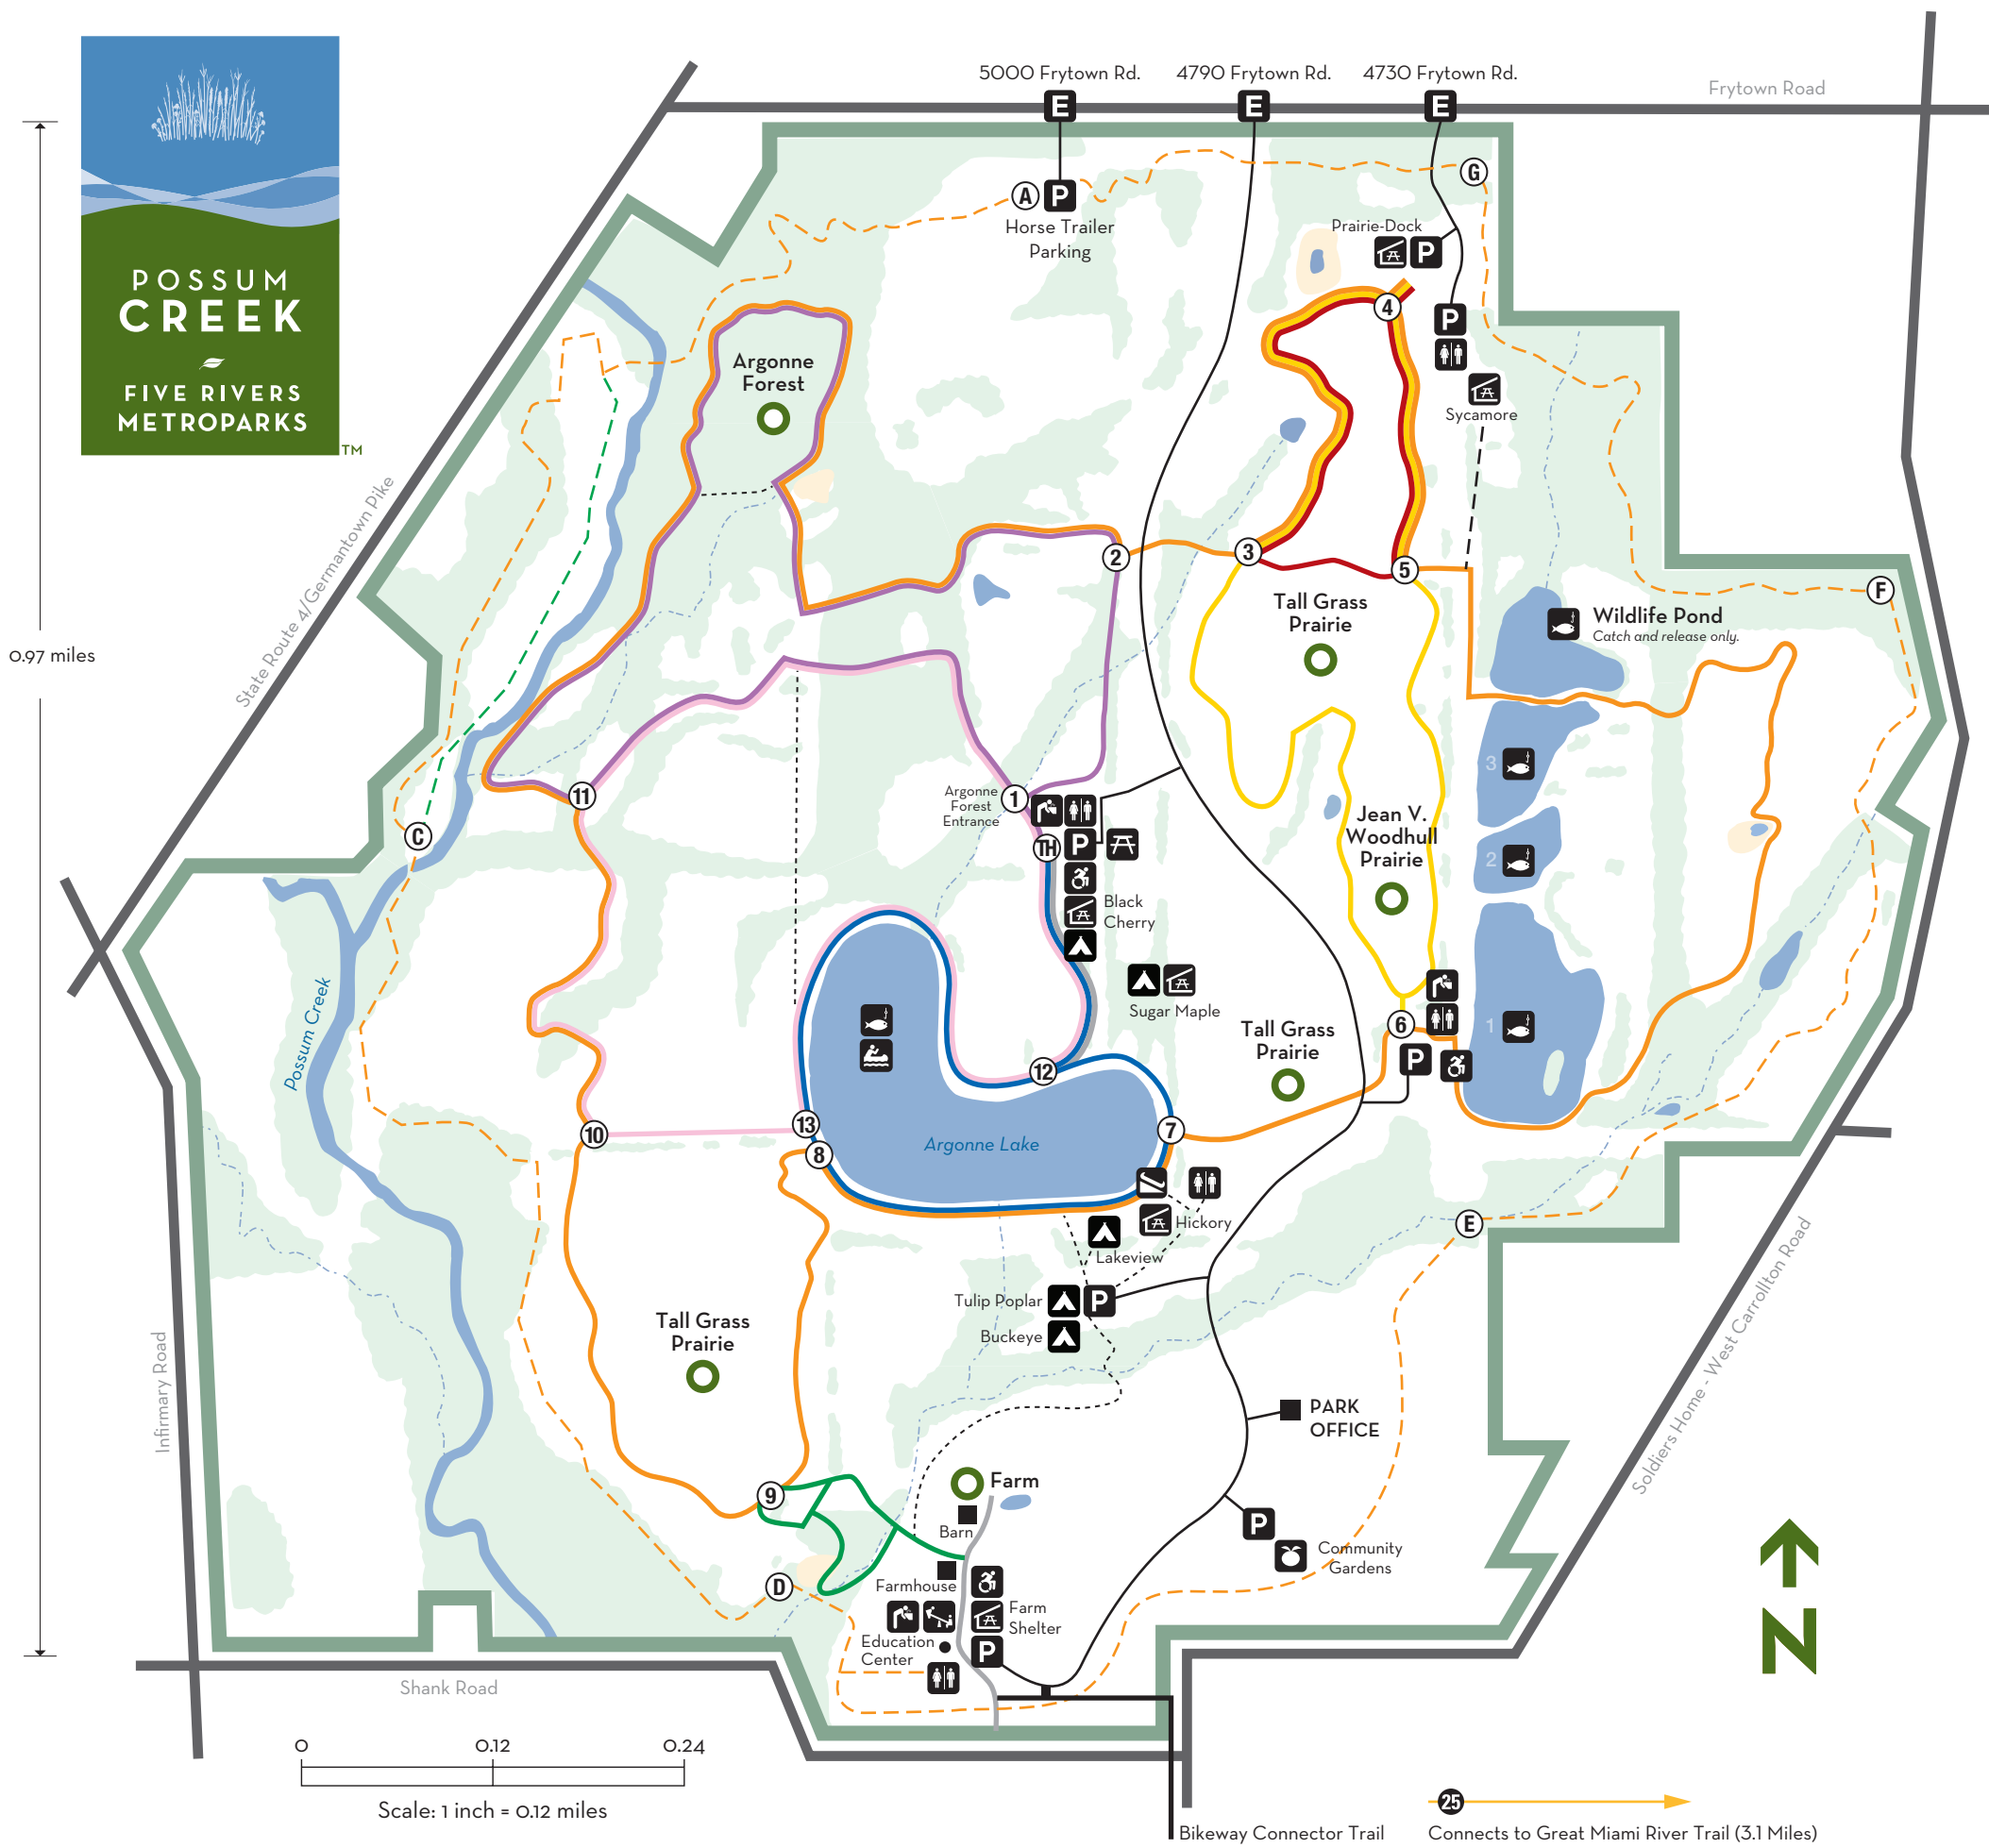 POSSUM
CREEK
FIVE RIVERS
METROPARKS
TM
5000 Frytown Rd.
4790 Frytown Rd.
4730 Frytown Rd.
Frytown Road
E
E
E
0.97 miles
State Route 4/Germantown Pike
A
P
Horse Trailer
Parking
G
Prairie-Dock
P
4
P
Sycamore
Argonne
Forest
2
3
5
Tall Grass
Prairie
Wildlife Pond
Catch and release only.
F
3
11
C
Argonne
Forest
Entrance
1
TH
P
Black
Cherry
Jean V.
Woodhull
Prairie
2
Sugar Maple
Tall Grass
Prairie
6
P
1
Possum Creek
12
13
10
8
7
Argonne Lake
Hickory
E
Lakeview
Tulip Poplar
P
Buckeye
Tall Grass
Prairie
Infirmary Road
Soldiers Home - West Carrollton Road
PARK
OFFICE
9
Farm
Barn
P
Community
Gardens
D
Farmhouse
Farm
Shelter
Education
Center
P
N
Shank Road
0
0.12
0.24
Scale: 1 inch = 0.12 miles
25
Bikeway Connector Trail
Connects to Great Miami River Trail (3.1 Miles)